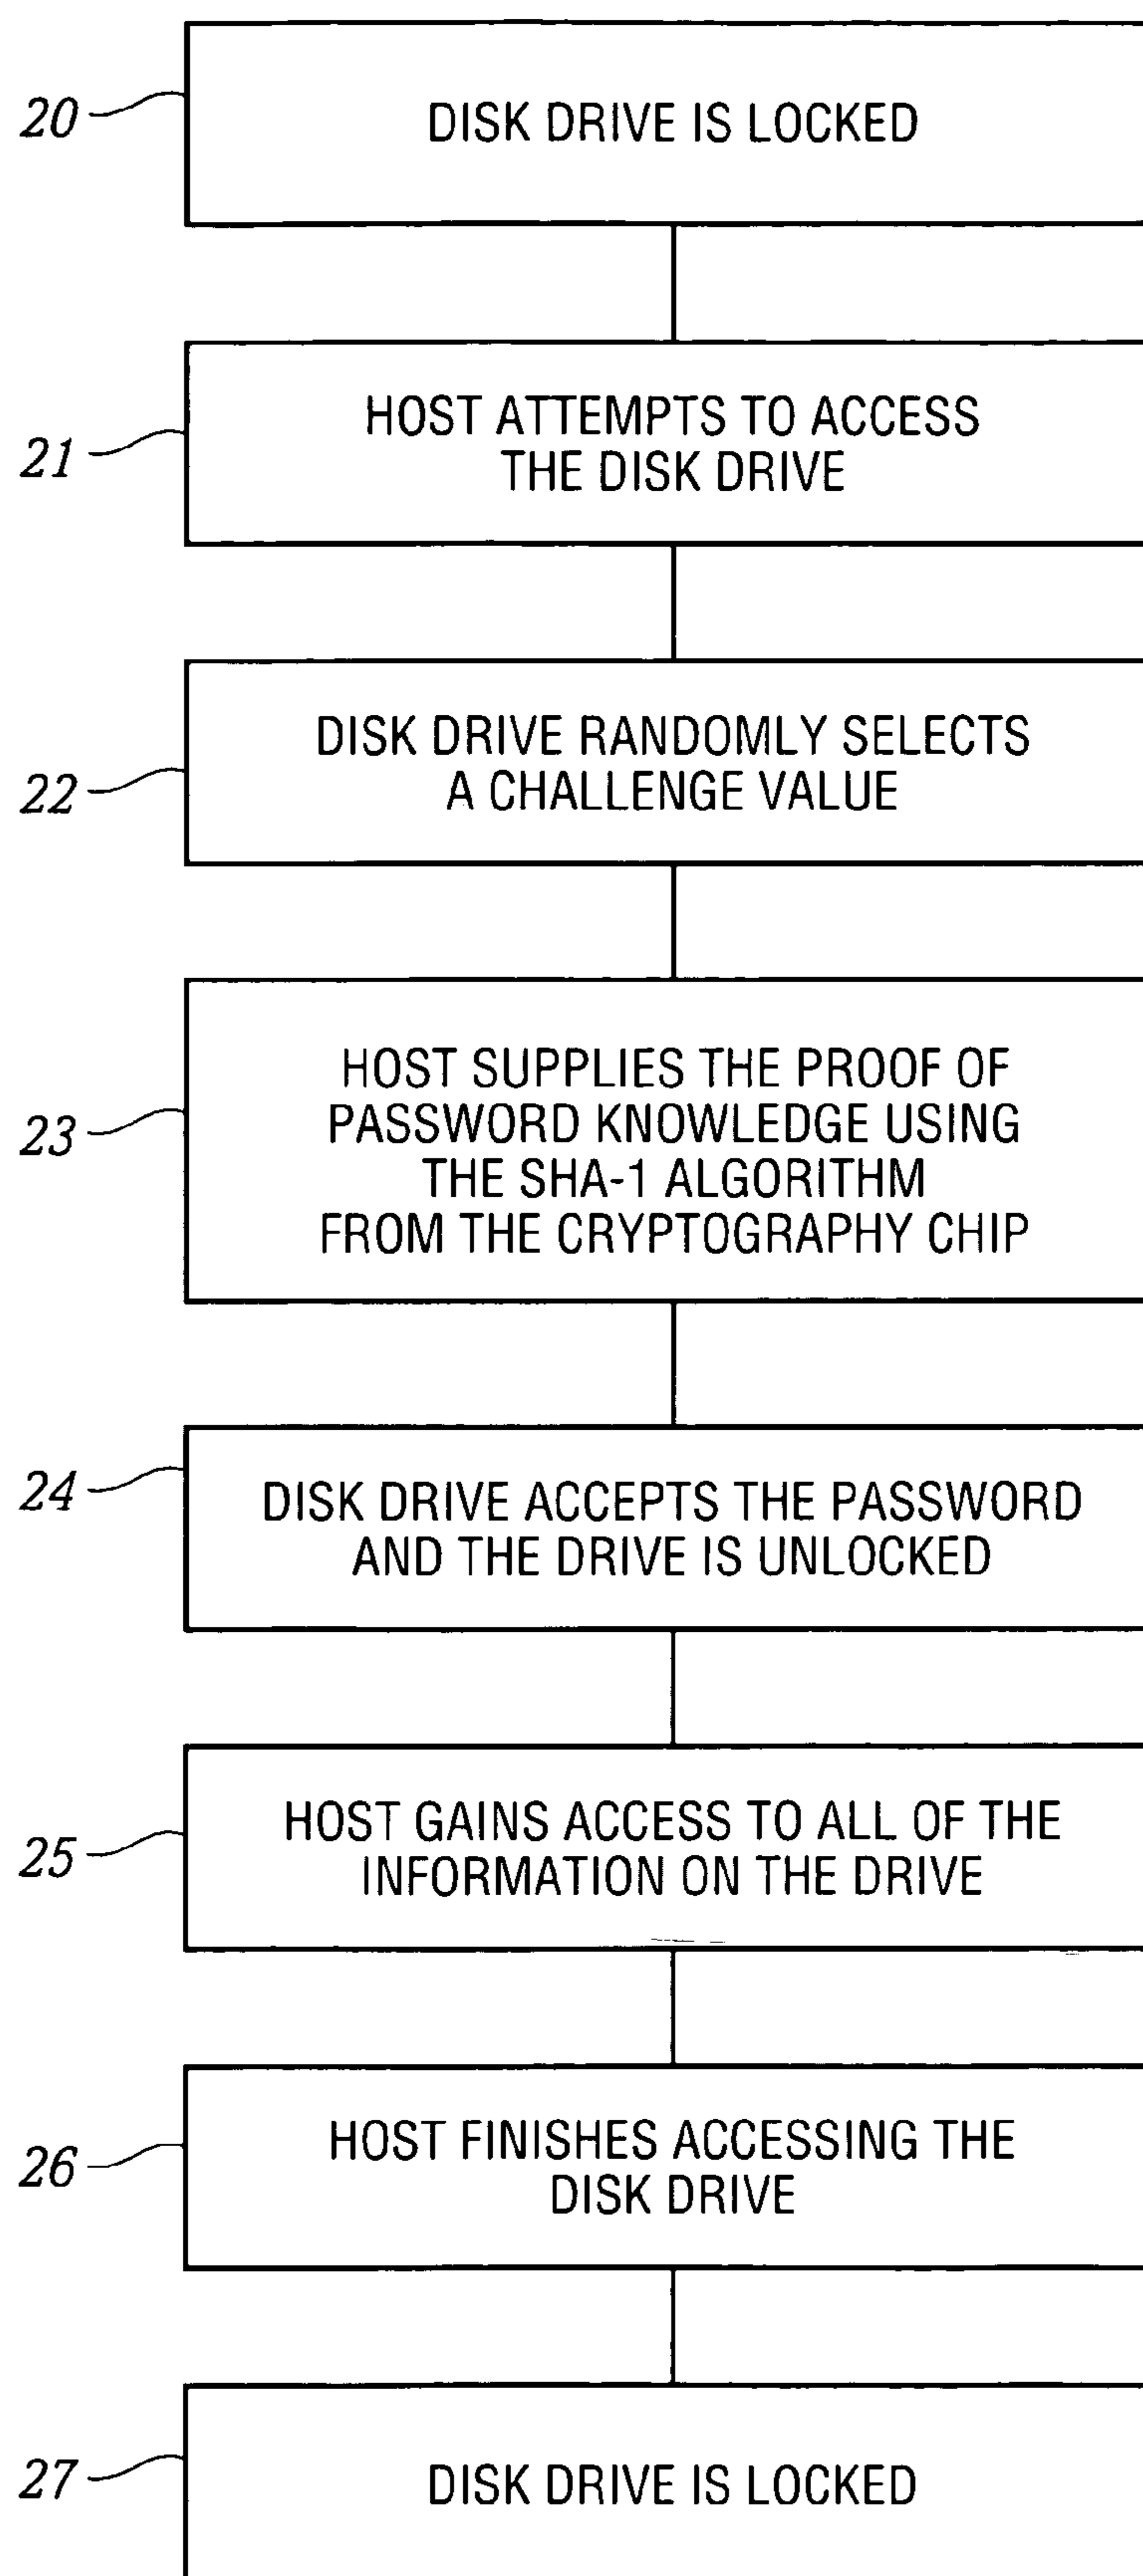 20
DISK DRIVE IS LOCKED
21
HOST ATTEMPTS TO ACCESS
THE DISK DRIVE
22
DISK DRIVE RANDOMLY SELECTS
A CHALLENGE VALUE
23
HOST SUPPLIES THE PROOF OF
PASSWORD KNOWLEDGE USING
THE SHA-1 ALGORITHM
FROM THE CRYPTOGRAPHY CHIP
24
DISK DRIVE ACCEPTS THE PASSWORD
AND THE DRIVE IS UNLOCKED
25
HOST GAINS ACCESS TO ALL OF THE
INFORMATION ON THE DRIVE
26
HOST FINISHES ACCESSING THE
DISK DRIVE
27
DISK DRIVE IS LOCKED